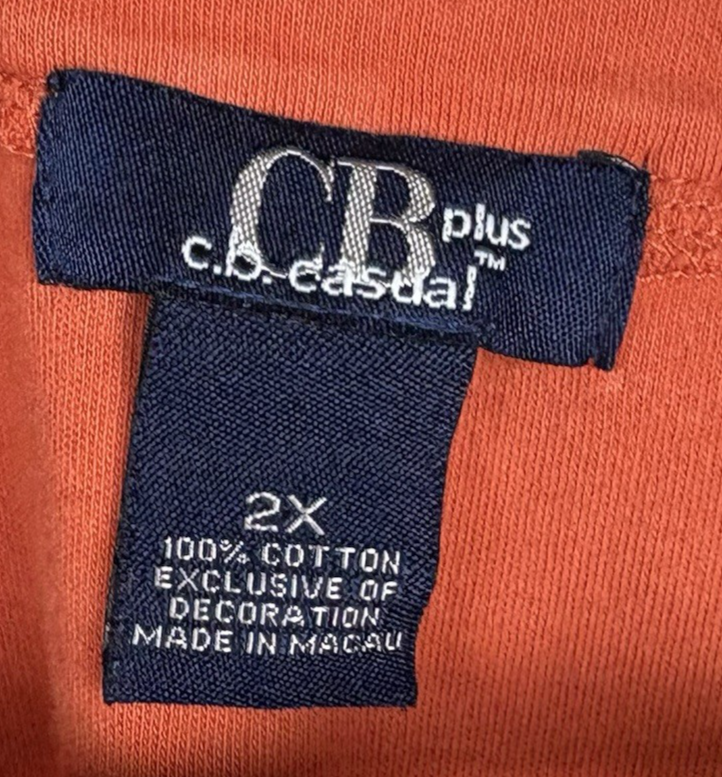 CB plus
c.b. casual™
2X
100% COTTON
EXCLUSIVE OF
DECORATION
MADE IN MACAU